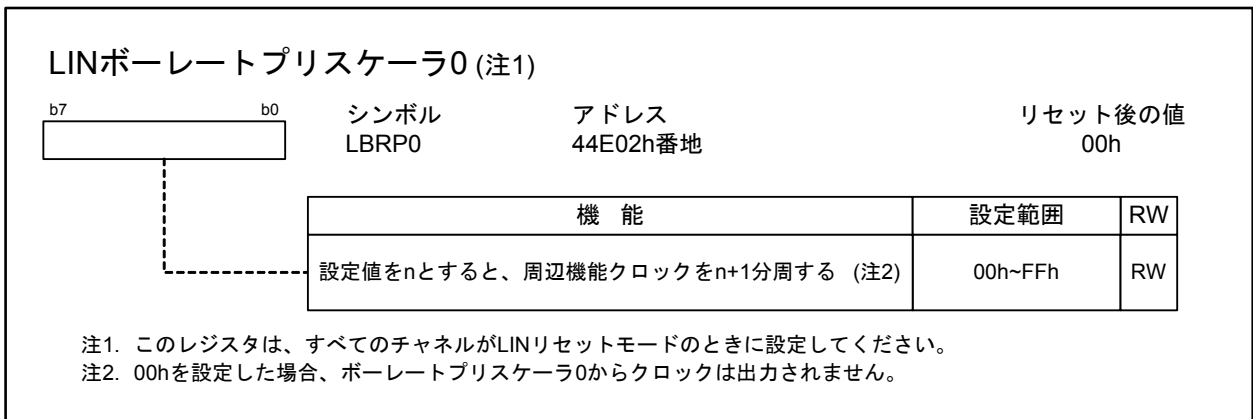 LINボーレートプリスケーラ0 (注1)
b7 b0 シンボル アドレス リセット後の値
LBRP0 44E02h番地 00h
機 能 設定範囲 RW
設定値をnとすると、周辺機能クロックをn+1分周する (注2) 00h~FFh RW
注1. このレジスタは、すべてのチャネルがLINリセットモードのときに設定してください。
注2. 00hを設定した場合、ボーレートプリスケーラ0からクロックは出力されません。